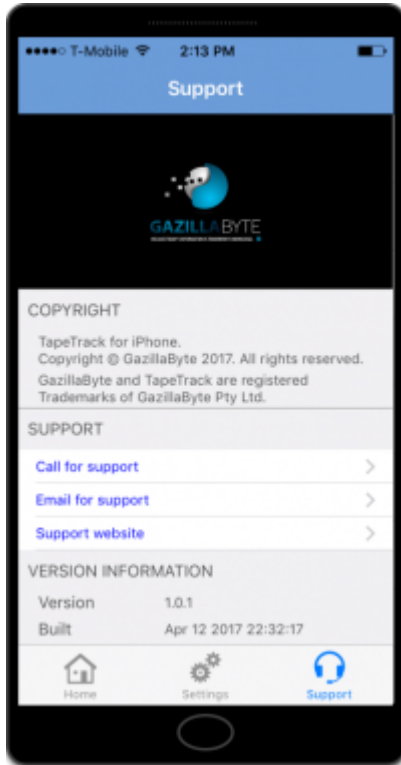 T-Mobile 2:13 PM
Support
GAZILLABYTE
COPYRIGHT
TapeTrack for iPhone.
Copyright © GazillaByte 2017. All rights reserved.
GazillaByte and TapeTrack are registered
Trademarks of GazillaByte Pty Ltd.
SUPPORT
Call for support
Email for support
Support website
VERSION INFORMATION
Version 1.0.1
Built Apr 12 2017 22:32:17
Home Settings Support